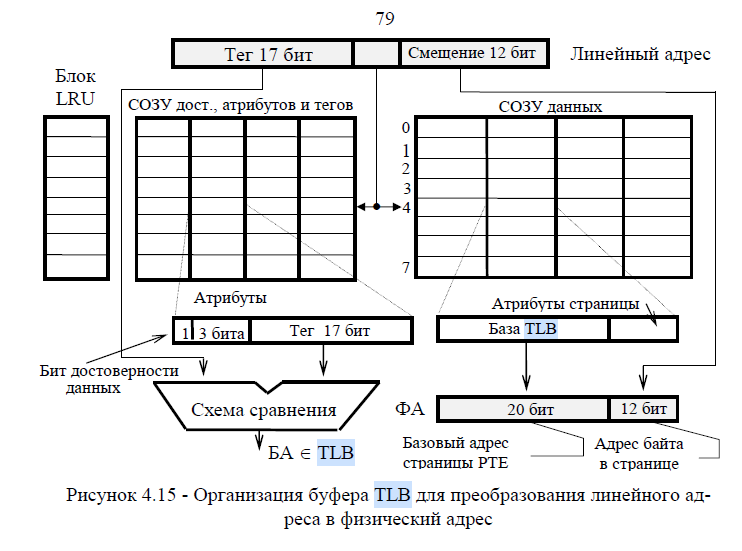 79
Тег 17 бит
Смещение 12 бит
Линейный адрес
Блок
LRU
СОЗУ дост., атрибутов и тегов
СОЗУ данных
0
1
2
3
4
7
Атрибуты
Атрибуты страницы
1 3 бита
Тег 17 бит
База TLB
Бит достоверности
данных
Схема сравнения
ФА
20 бит
12 бит
БА ∈ TLB
Базовый адрес
страницы PTE
Адрес байта
в странице
Рисунок 4.15 - Организация буфера TLB для преобразования линейного ад-
реса в физический адрес